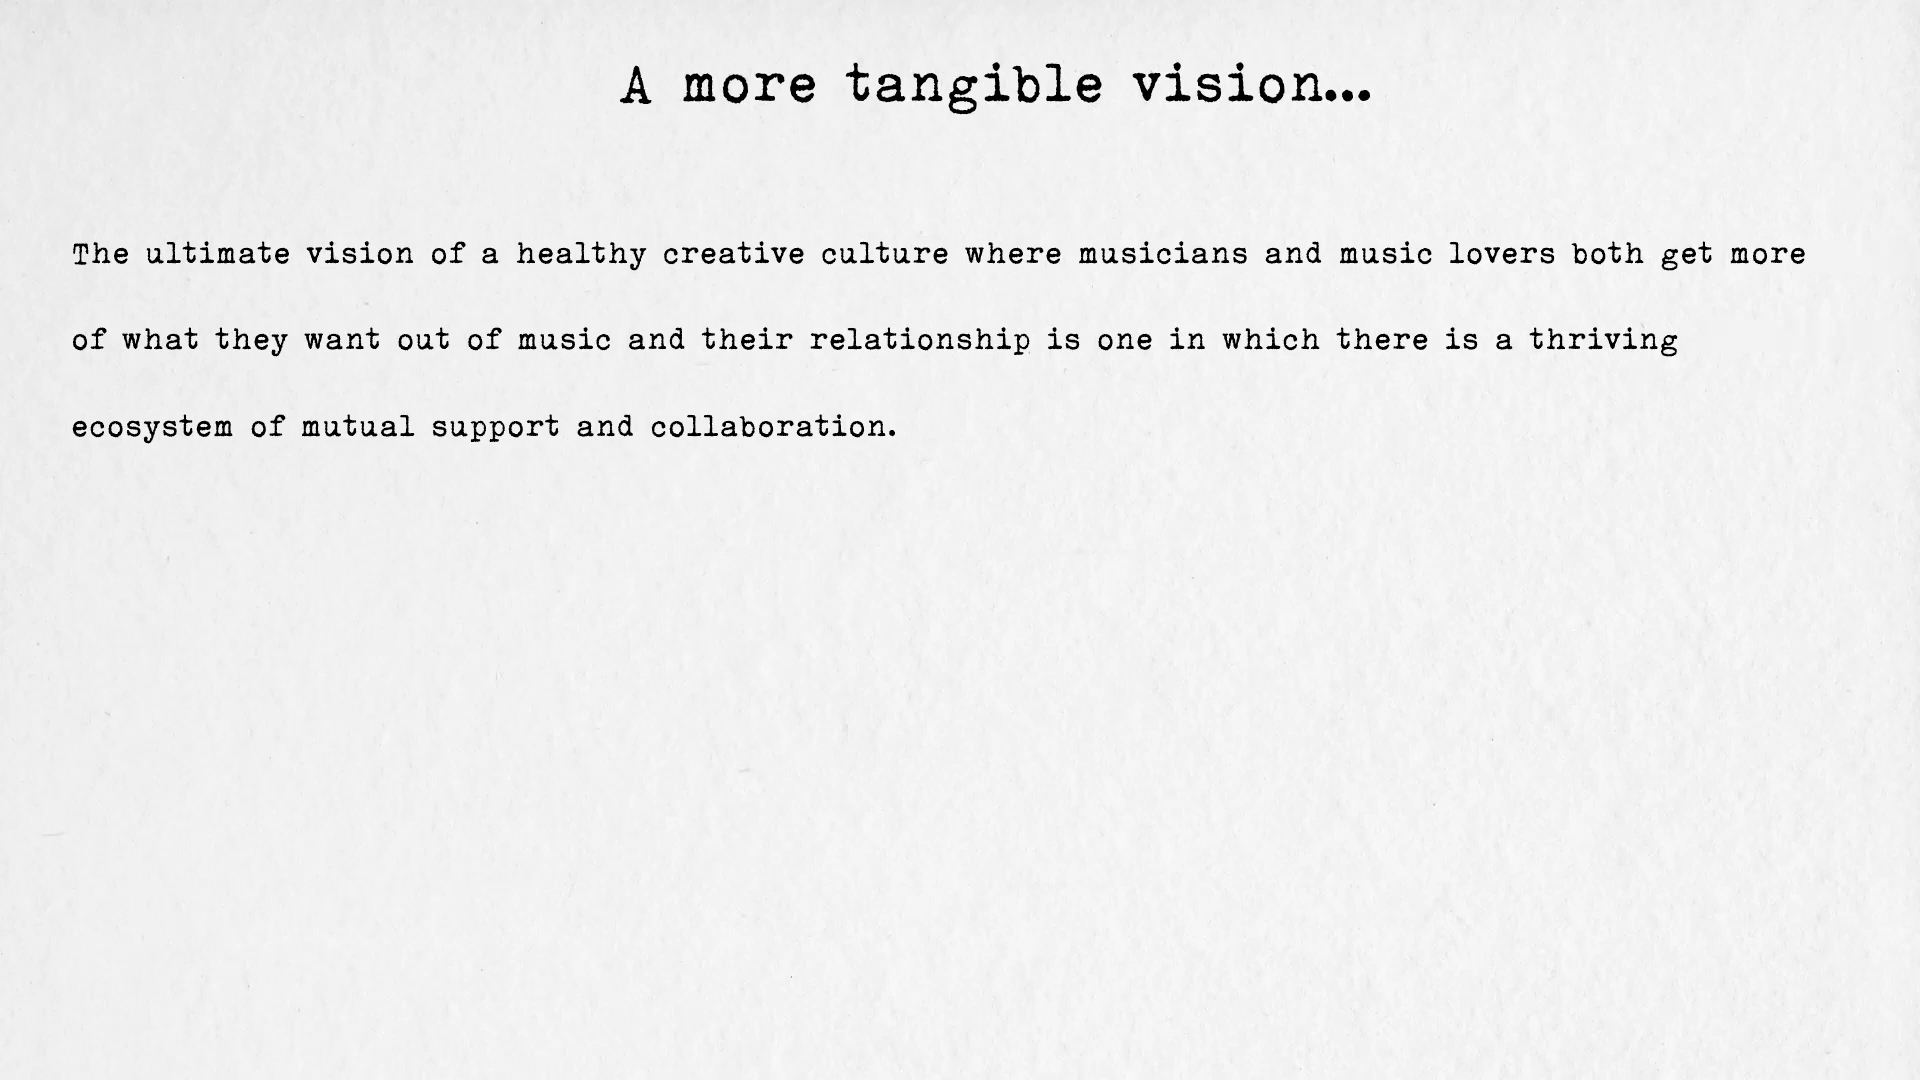 A more tangible vision...
The ultimate vision of a healthy creative culture where musicians and music lovers both get more
of what they want out of music and their relationship is one in which there is a thriving
ecosystem of mutual support and collaboration.